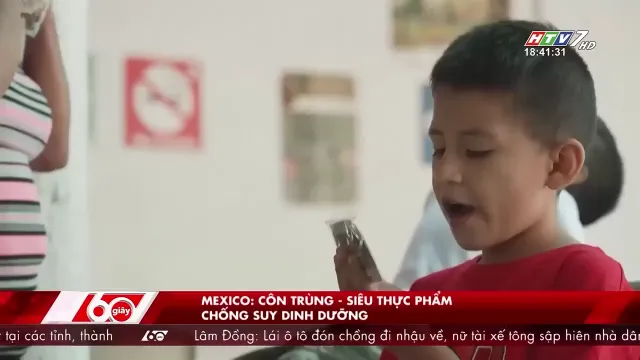 HTV7 HD
18:41:31
60 giây
MEXICO: CÔN TRÙNG - SIÊU THỰC PHẨM
CHỐNG SUY DINH DƯỠNG
tại các tỉnh, thành 60 Lâm Đồng: Lái ô tô đón chồng đi nhậu về, nữ tài xế tông sập hiên nhà dân